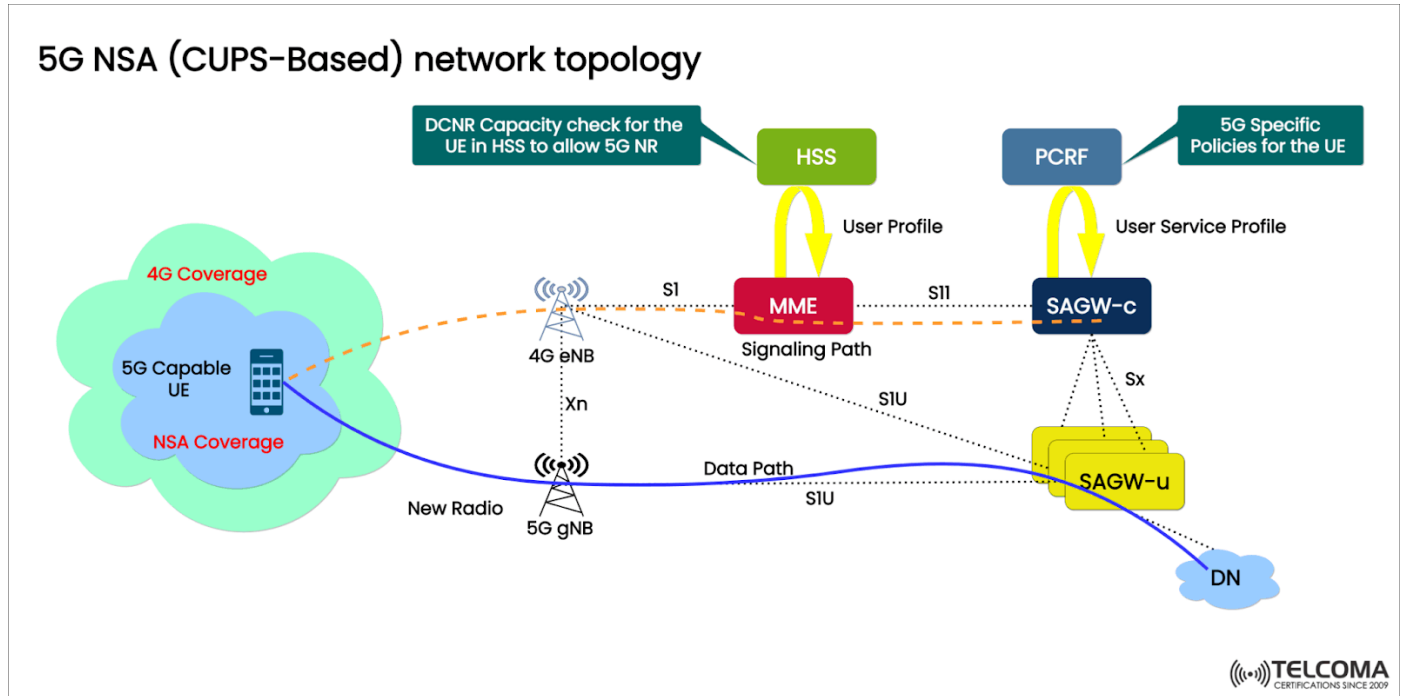 5G NSA (CUPS-Based) network topology
DCNR Capacity check for the
UE in HSS to allow 5G NR
HSS
PCRF
5G Specific
Policies for the UE
User Profile
User Service Profile
4G Coverage
S1
MME
S11
SAGW-c
4G eNB
Signaling Path
5G Capable
UE
Sx
Xn
S1U
NSA Coverage
Data Path
SAGW-u
New Radio
S1U
5G gNB
DN
TELCOMA
CERTIFICATIONS SINCE 2009